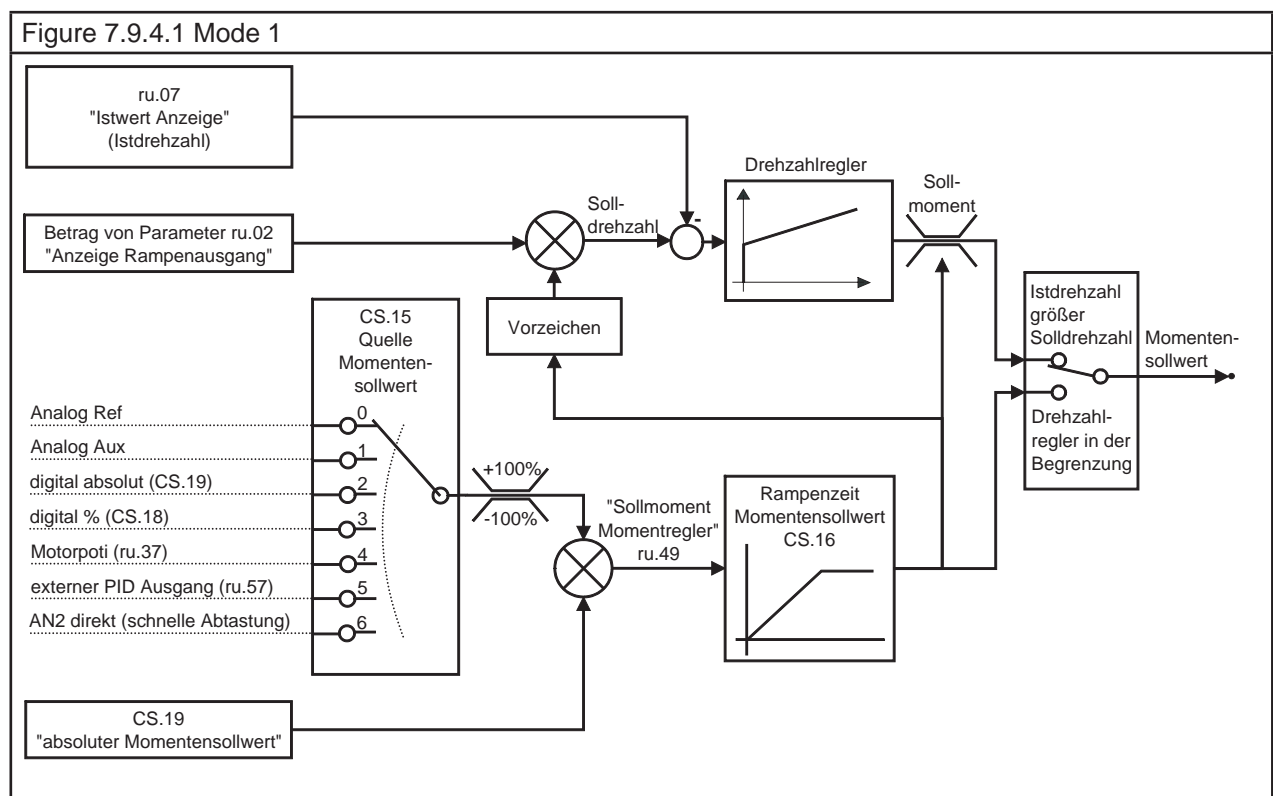 Figure 7.9.4.1 Mode 1
ru.07
"Istwert Anzeige"
(Istdrehzahl)
Betrag von Parameter ru.02
"Anzeige Rampenausgang"
Soll-
drehzahl
-
Drehzahlregler
Soll-
moment
Vorzeichen
Istdrehzahl
größer
Solldrehzahl
Drehzahl-
regler in der
Begrenzung
Momenten-
sollwert
CS.15
Quelle
Momenten-
sollwert
Analog Ref 0
Analog Aux 1
digital absolut (CS.19) 2
digital % (CS.18) 3
Motorpoti (ru.37) 4
externer PID Ausgang (ru.57) 5
AN2 direkt (schnelle Abtastung) 6
+100%
-100%
"Sollmoment
Momentregler"
ru.49
Rampenzeit
Momentensollwert
CS.16
CS.19
"absoluter Momentensollwert"